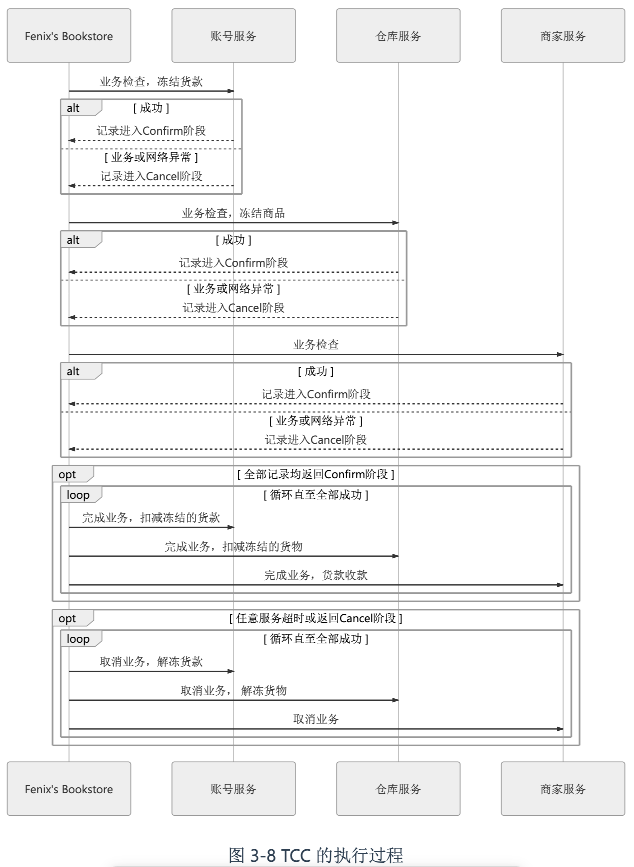 Fenix's Bookstore 账号服务 仓库服务 商家服务
业务检查，冻结货款
alt [ 成功 ]
记录进入Confirm阶段
[ 业务或网络异常 ]
记录进入Cancel阶段
业务检查，冻结商品
alt [ 成功 ]
记录进入Confirm阶段
[ 业务或网络异常 ]
记录进入Cancel阶段
业务检查
alt [ 成功 ]
记录进入Confirm阶段
[ 业务或网络异常 ]
记录进入Cancel阶段
opt [ 全部记录均返回Confirm阶段 ]
loop [ 循环直至全部成功 ]
完成业务，扣减冻结的货款
完成业务，扣减冻结的货物
完成业务，货款收款
opt [ 任意服务超时或返回Cancel阶段 ]
loop [ 循环直至全部成功 ]
取消业务，解冻货款
取消业务， 解冻货物
取消业务
Fenix's Bookstore 账号服务 仓库服务 商家服务
图 3-8 TCC 的执行过程